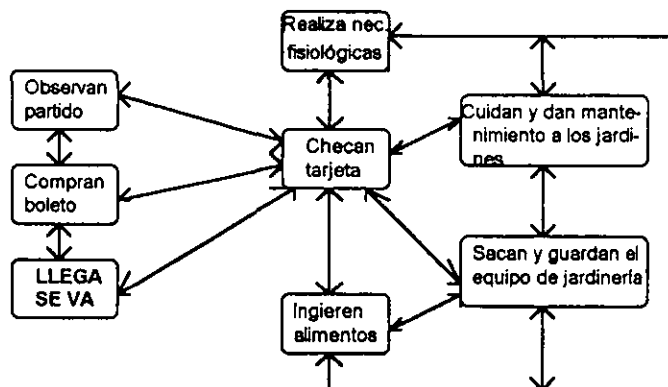 Realiza nec.
fisiológicas
Observan
partido
Cuidan y dan mante-
nimiento a los jardi-
nes
Checan
tarjeta
Compran
boleto
LLEGA
SE VA
Sacan y guardan el
equipo de jardinería
Ingieren
alimentos